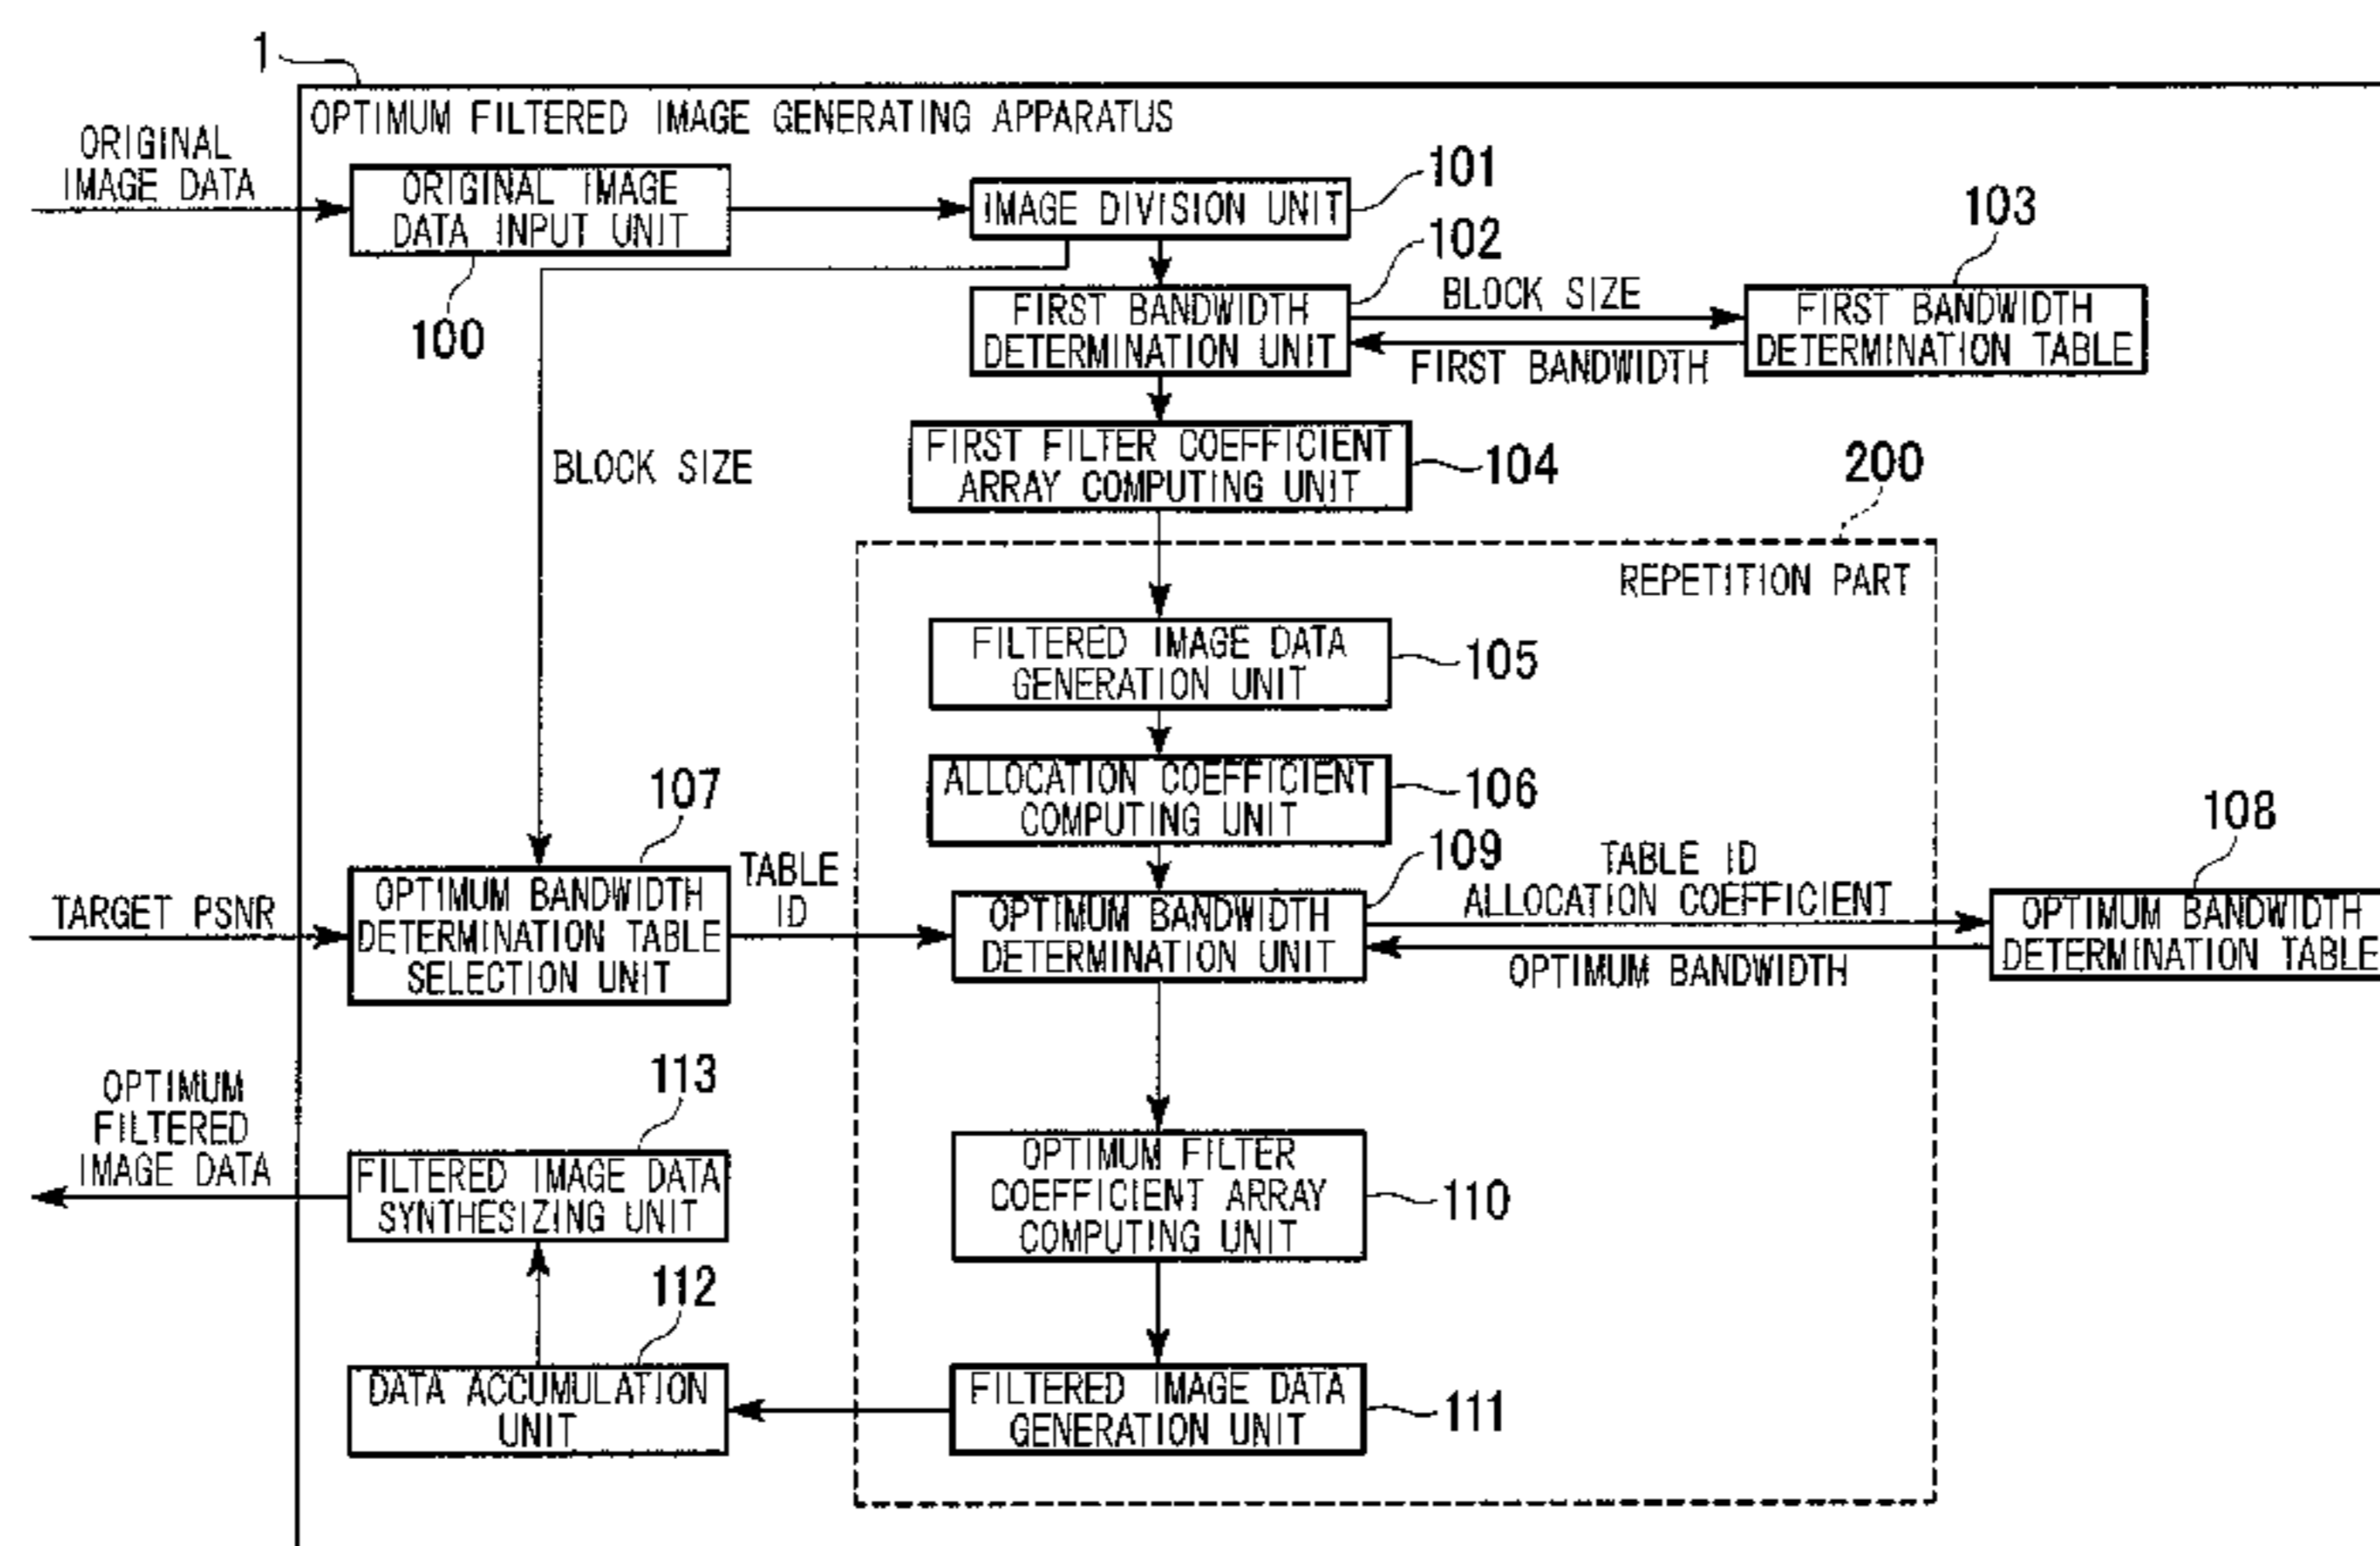 1
OPTIMUM FILTERED IMAGE GENERATING APPARATUS
ORIGINAL
IMAGE DATA
ORIGINAL IMAGE
DATA INPUT UNIT
100
IMAGE DIVISION UNIT
101
102
FIRST BANDWIDTH
DETERMINATION UNIT
BLOCK SIZE
FIRST BANDWIDTH
103
FIRST BANDWIDTH
DETERMINATION TABLE
BLOCK SIZE
FIRST FILTER COEFFICIENT
ARRAY COMPUTING UNIT
104
200
REPETITION PART
FILTERED IMAGE DATA
GENERATION UNIT
105
ALLOCATION COEFFICIENT
COMPUTING UNIT
106
107
TARGET PSNR
OPTIMUM BANDWIDTH
DETERMINATION TABLE
SELECTION UNIT
TABLE
ID
109
OPTIMUM BANDWIDTH
DETERMINATION UNIT
TABLE ID
ALLOCATION COEFFICIENT
OPTIMUM BANDWIDTH
108
OPTIMUM BANDWIDTH
DETERMINATION TABLE
OPTIMUM
FILTERED
IMAGE DATA
113
FILTERED IMAGE DATA
SYNTHESIZING UNIT
OPTIMUM FILTER
COEFFICIENT ARRAY
COMPUTING UNIT
110
112
DATA ACCUMULATION
UNIT
FILTERED IMAGE DATA
GENERATION UNIT
111